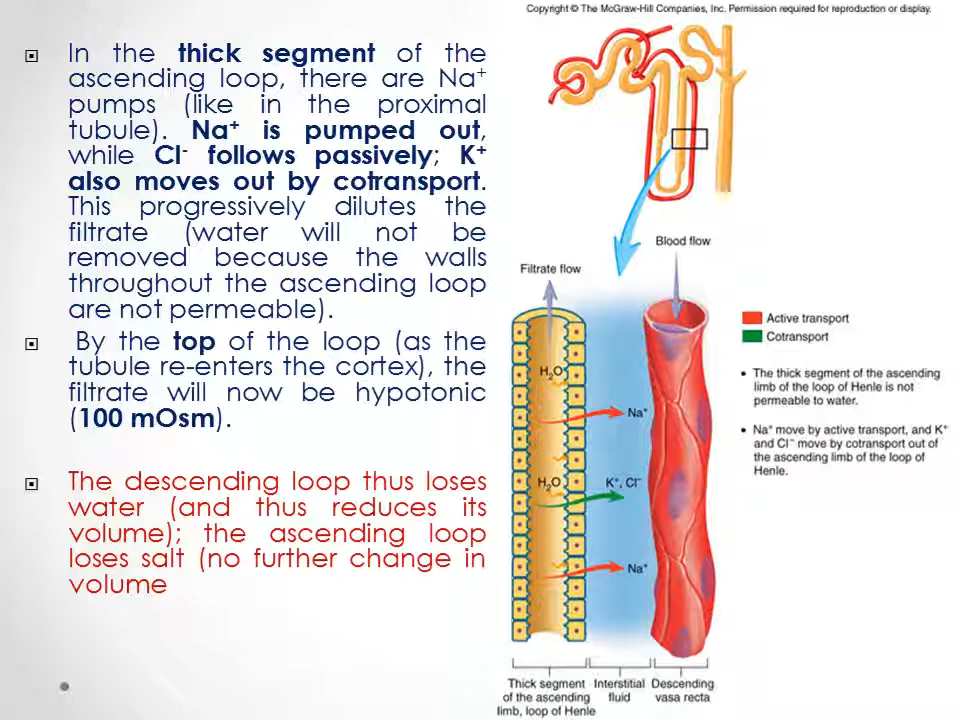 Copyright © The McGraw-Hill Companies, Inc. Permission required for reproduction or display.
In the thick segment of the
ascending loop, there are Na⁺
pumps (like in the proximal
tubule). Na⁺ is pumped out,
while Cl⁻ follows passively; K⁺
also moves out by cotransport.
This progressively dilutes the
filtrate (water will not be
removed because the walls
throughout the ascending loop
are not permeable).
By the top of the loop (as the
tubule re-enters the cortex), the
filtrate will now be hypotonic
(100 mOsm).
The descending loop thus loses
water (and thus reduces its
volume); the ascending loop
loses salt (no further change in
volume
Blood flow
Filtrate flow
H₂O
Na⁺
H₂O
K⁺, Cl⁻
Na⁺
Thick segment
of the ascending
limb, loop of Henle
Interstitial
fluid
Descending
vasa recta
Active transport
Cotransport
• The thick segment of the ascending
limb of the loop of Henle is not
permeable to water.
• Na⁺ move by active transport, and K⁺
and Cl⁻ move by cotransport out of
the ascending limb of the loop of
Henle.